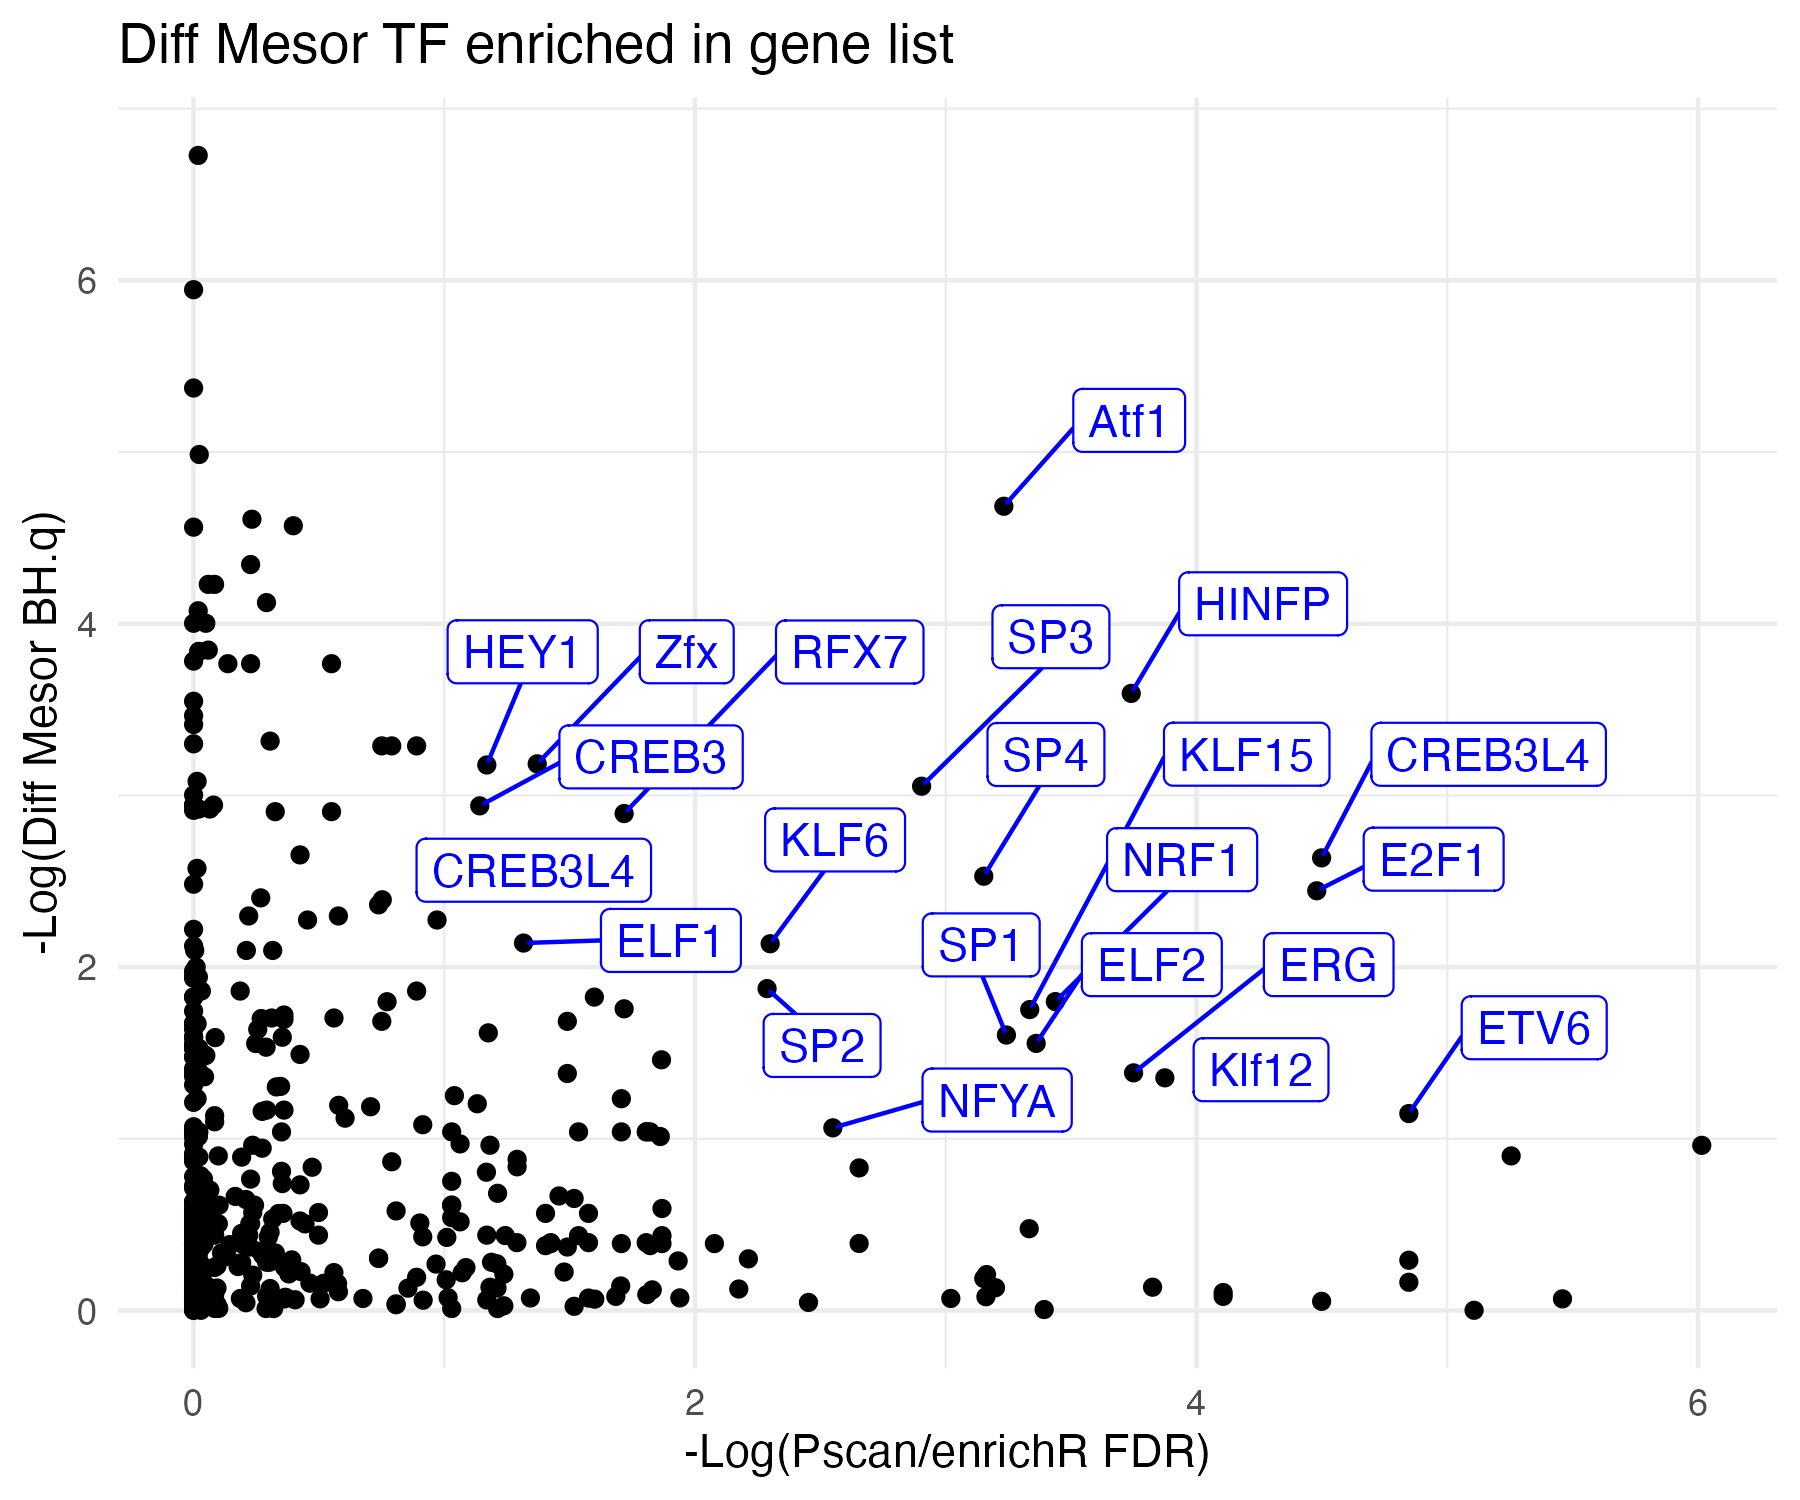 Diff Mesor TF enriched in gene list
-Log(Diff Mesor BH.q)
6
4
2
0
Atf1
HINFP
SP3
HEY1
Zfx
RFX7
CREB3
SP4
KLF15
CREB3L4
KLF6
NRF1
E2F1
CREB3L4
ELF1
SP1
ELF2
ERG
SP2
ETV6
Klf12
NFYA
0
2
4
6
-Log(Pscan/enrichR FDR)